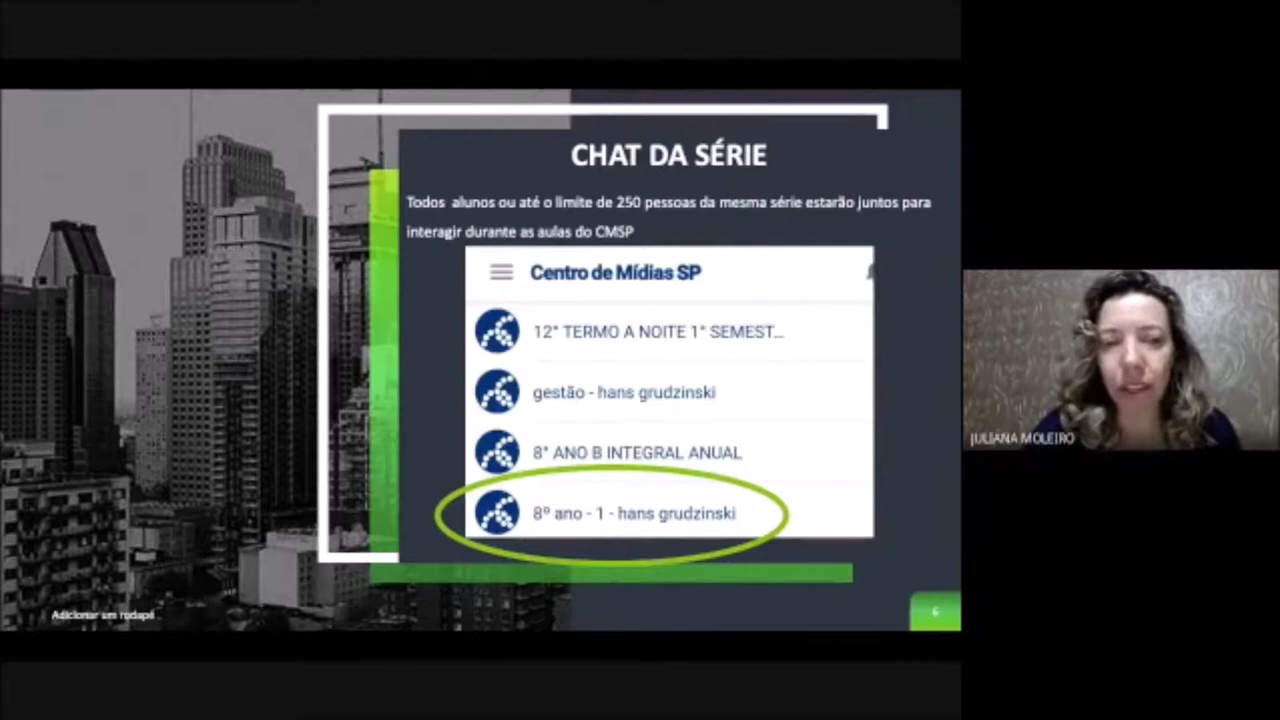 CHAT DA SÉRIE
Todos alunos ou até o limite de 250 pessoas da mesma série estarão juntos para
interagir durante as aulas do CMSP
Centro de Mídias SP
12° TERMO A NOITE 1° SEMEST...
gestão - hans grudzinski
8° ANO B INTEGRAL ANUAL
8º ano - 1 - hans grudzinski
JULIANA MOLEIRO
Adicionar um rodapé
6